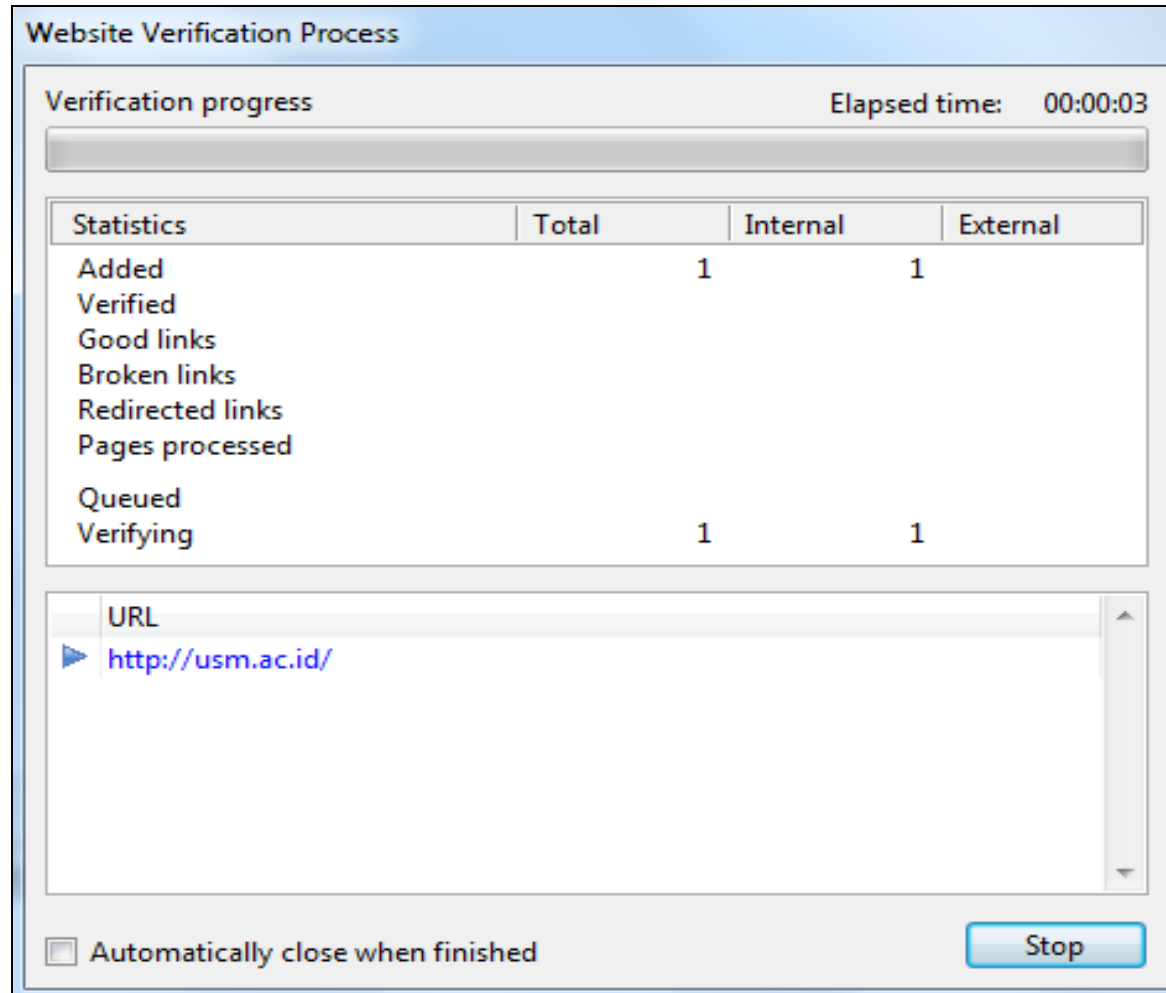 Website Verification Process
Verification progress Elapsed time: 00:00:03
Statistics Total Internal External
Added 1 1
Verified
Good links
Broken links
Redirected links
Pages processed
Queued
Verifying 1 1
URL
http://usm.ac.id/
Automatically close when finished Stop